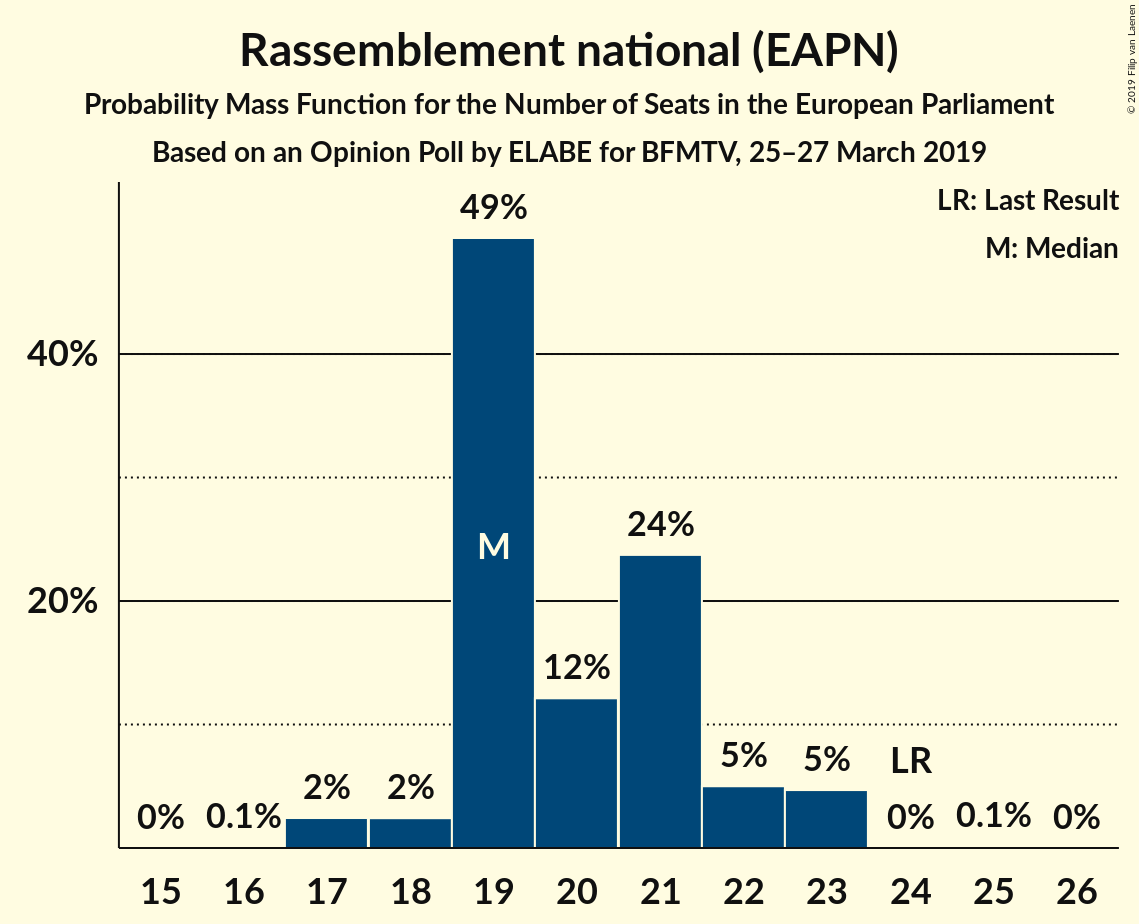 Rassemblement national (EAPN)
Probability Mass Function for the Number of Seats in the European Parliament
Based on an Opinion Poll by ELABE for BFMTV, 25–27 March 2019
© 2019 Filip van Laenen
LR: Last Result
M: Median
49%
40%
24%
M
20%
12%
5%
5%
LR
2%
2%
0%
0.1%
0%
0.1%
0%
15 16 17 18 19 20 21 22 23 24 25 26